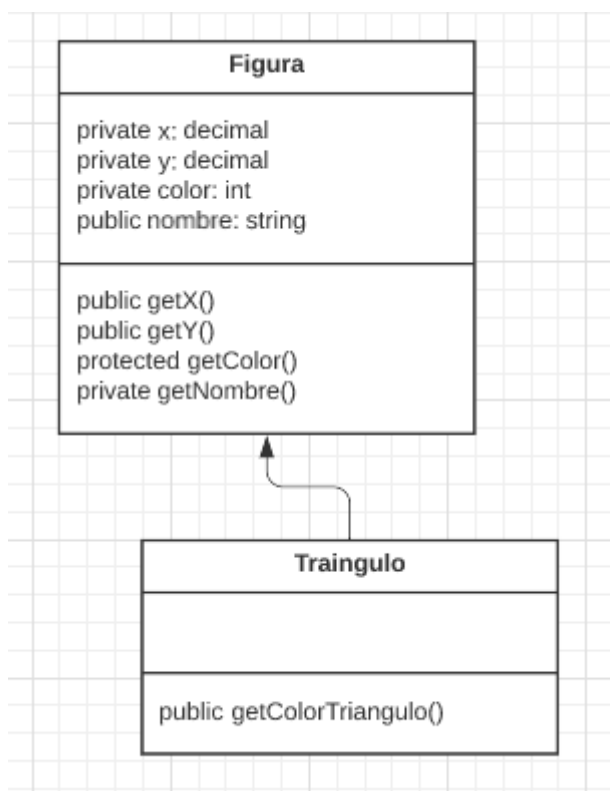 Figura
private x: decimal
private y: decimal
private color: int
public nombre: string
public getX()
public getY()
protected getColor()
private getNombre()
Traingulo
public getColorTriangulo()